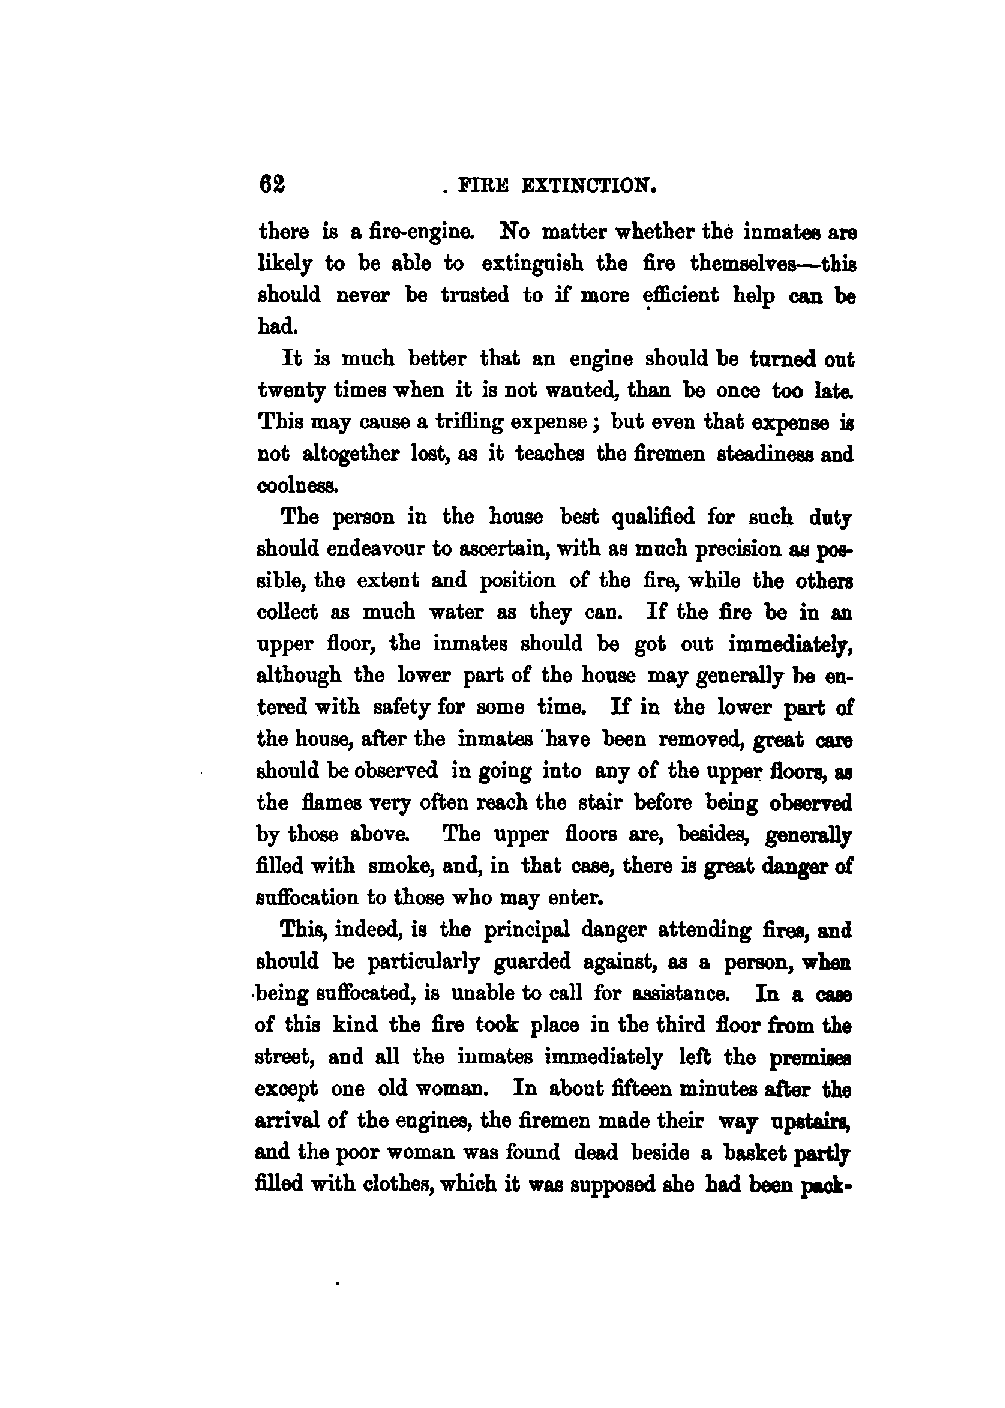 62 . FIRE EXTINCTION.
there is a fire-engine. No matter whether the inmates are
likely to be able to extinguish the fire themselves—this
should never be trusted to if more efficient help can be
had.
It is much better that an engine should be turned out
twenty times when it is not wanted, than be once too late.
This may cause a trifling expense; but even that expense is
not altogether lost, as it teaches the firemen steadiness and
coolness.
The person in the house best qualified for such duty
should endeavour to ascertain, with as much precision as pos-
sible, the extent and position of the fire, while the others
collect as much water as they can. If the fire be in an
upper floor, the inmates should be got out immediately,
although the lower part of the house may generally be en-
tered with safety for some time. If in the lower part of
the house, after the inmates have been removed, great care
should be observed in going into any of the upper floors, as
the flames very often reach the stair before being observed
by those above. The upper floors are, besides, generally
filled with smoke, and, in that case, there is great danger of
suffocation to those who may enter.
This, indeed, is the principal danger attending fires, and
should be particularly guarded against, as a person, when
being suffocated, is unable to call for assistance. In a case
of this kind the fire took place in the third floor from the
street, and all the inmates immediately left the premises
except one old woman. In about fifteen minutes after the
arrival of the engines, the firemen made their way upstairs,
and the poor woman was found dead beside a basket partly
filled with clothes, which it was supposed she had been pack-